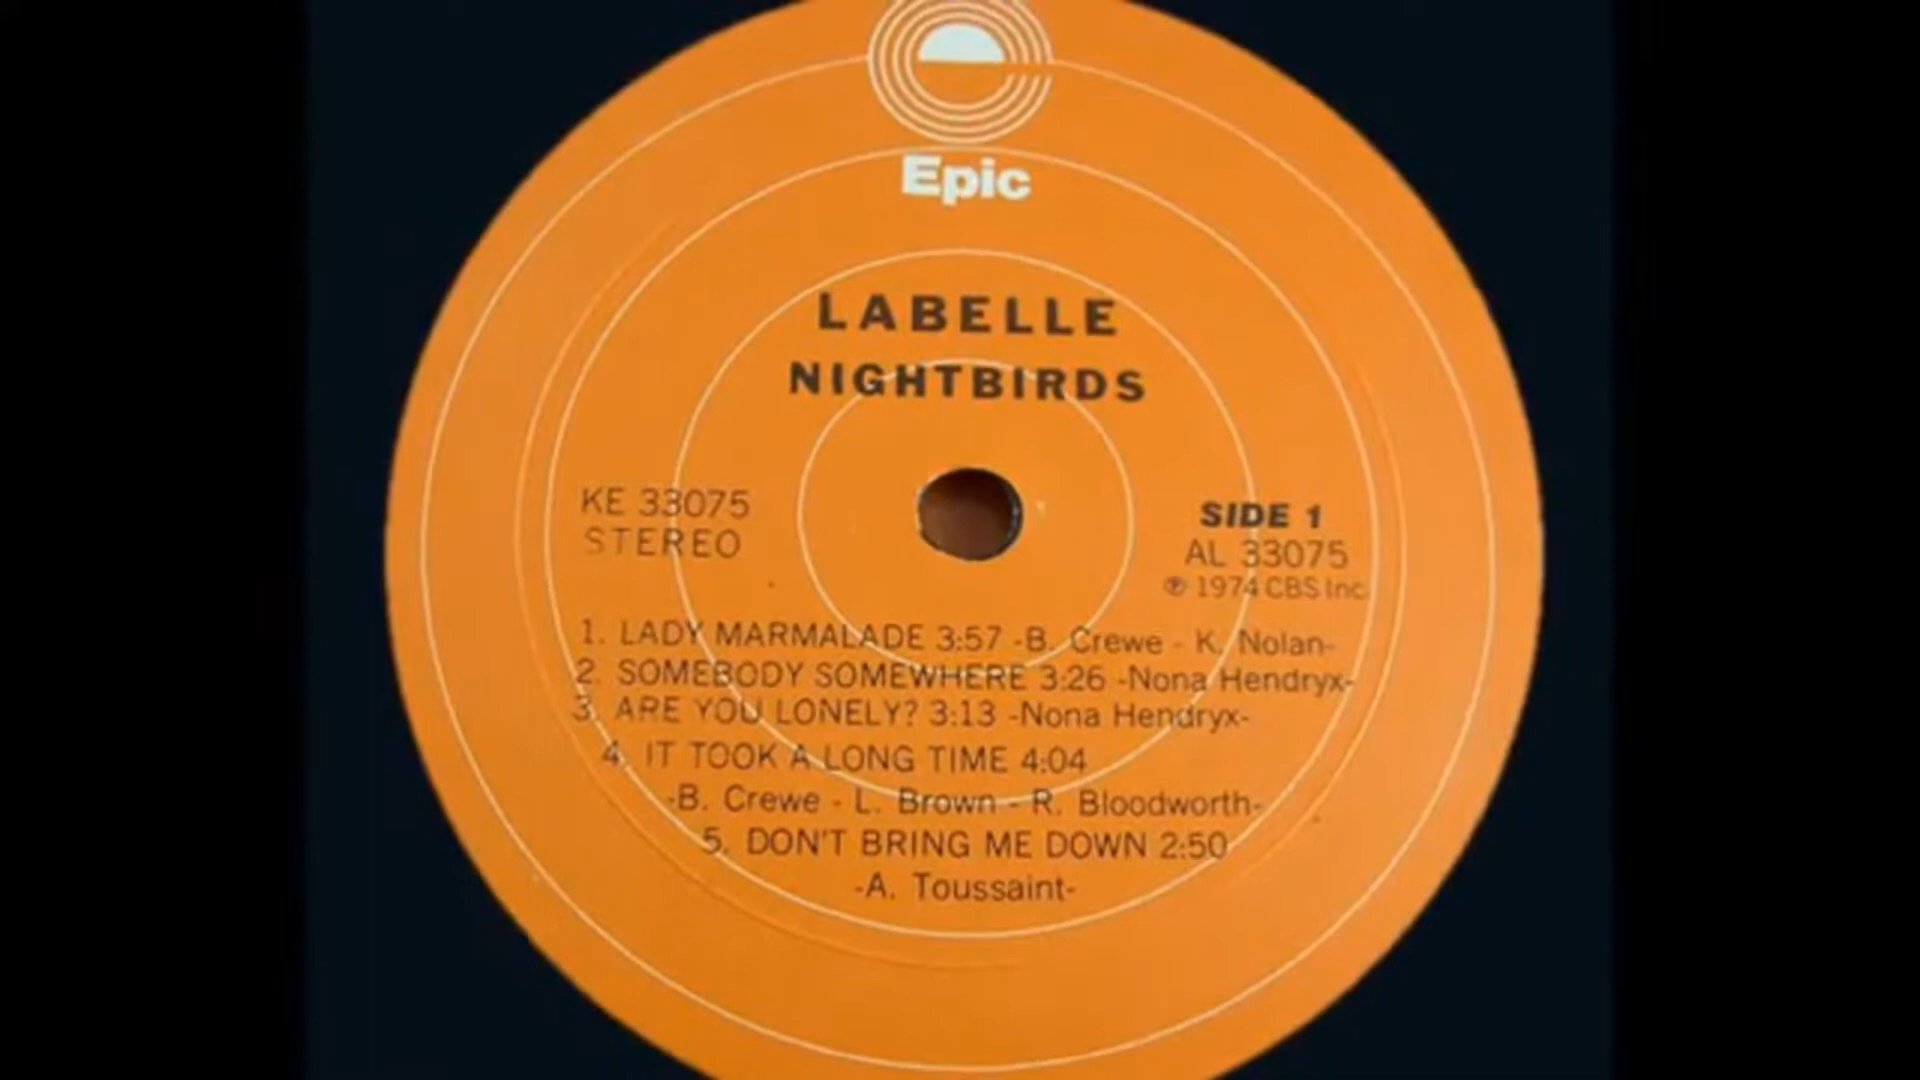 Epic
LABELLE
NIGHTBIRDS
KE 33075
STEREO
SIDE 1
AL 33075
℗ 1974 CBS Inc.
1. LADY MARMALADE 3:57 -B. Crewe - K. Nolan-
2. SOMEBODY SOMEWHERE 3:26 -Nona Hendryx-
3. ARE YOU LONELY? 3:13 -Nona Hendryx-
4. IT TOOK A LONG TIME 4:04
-B. Crewe - L. Brown - R. Bloodworth-
5. DON'T BRING ME DOWN 2:50
-A. Toussaint-